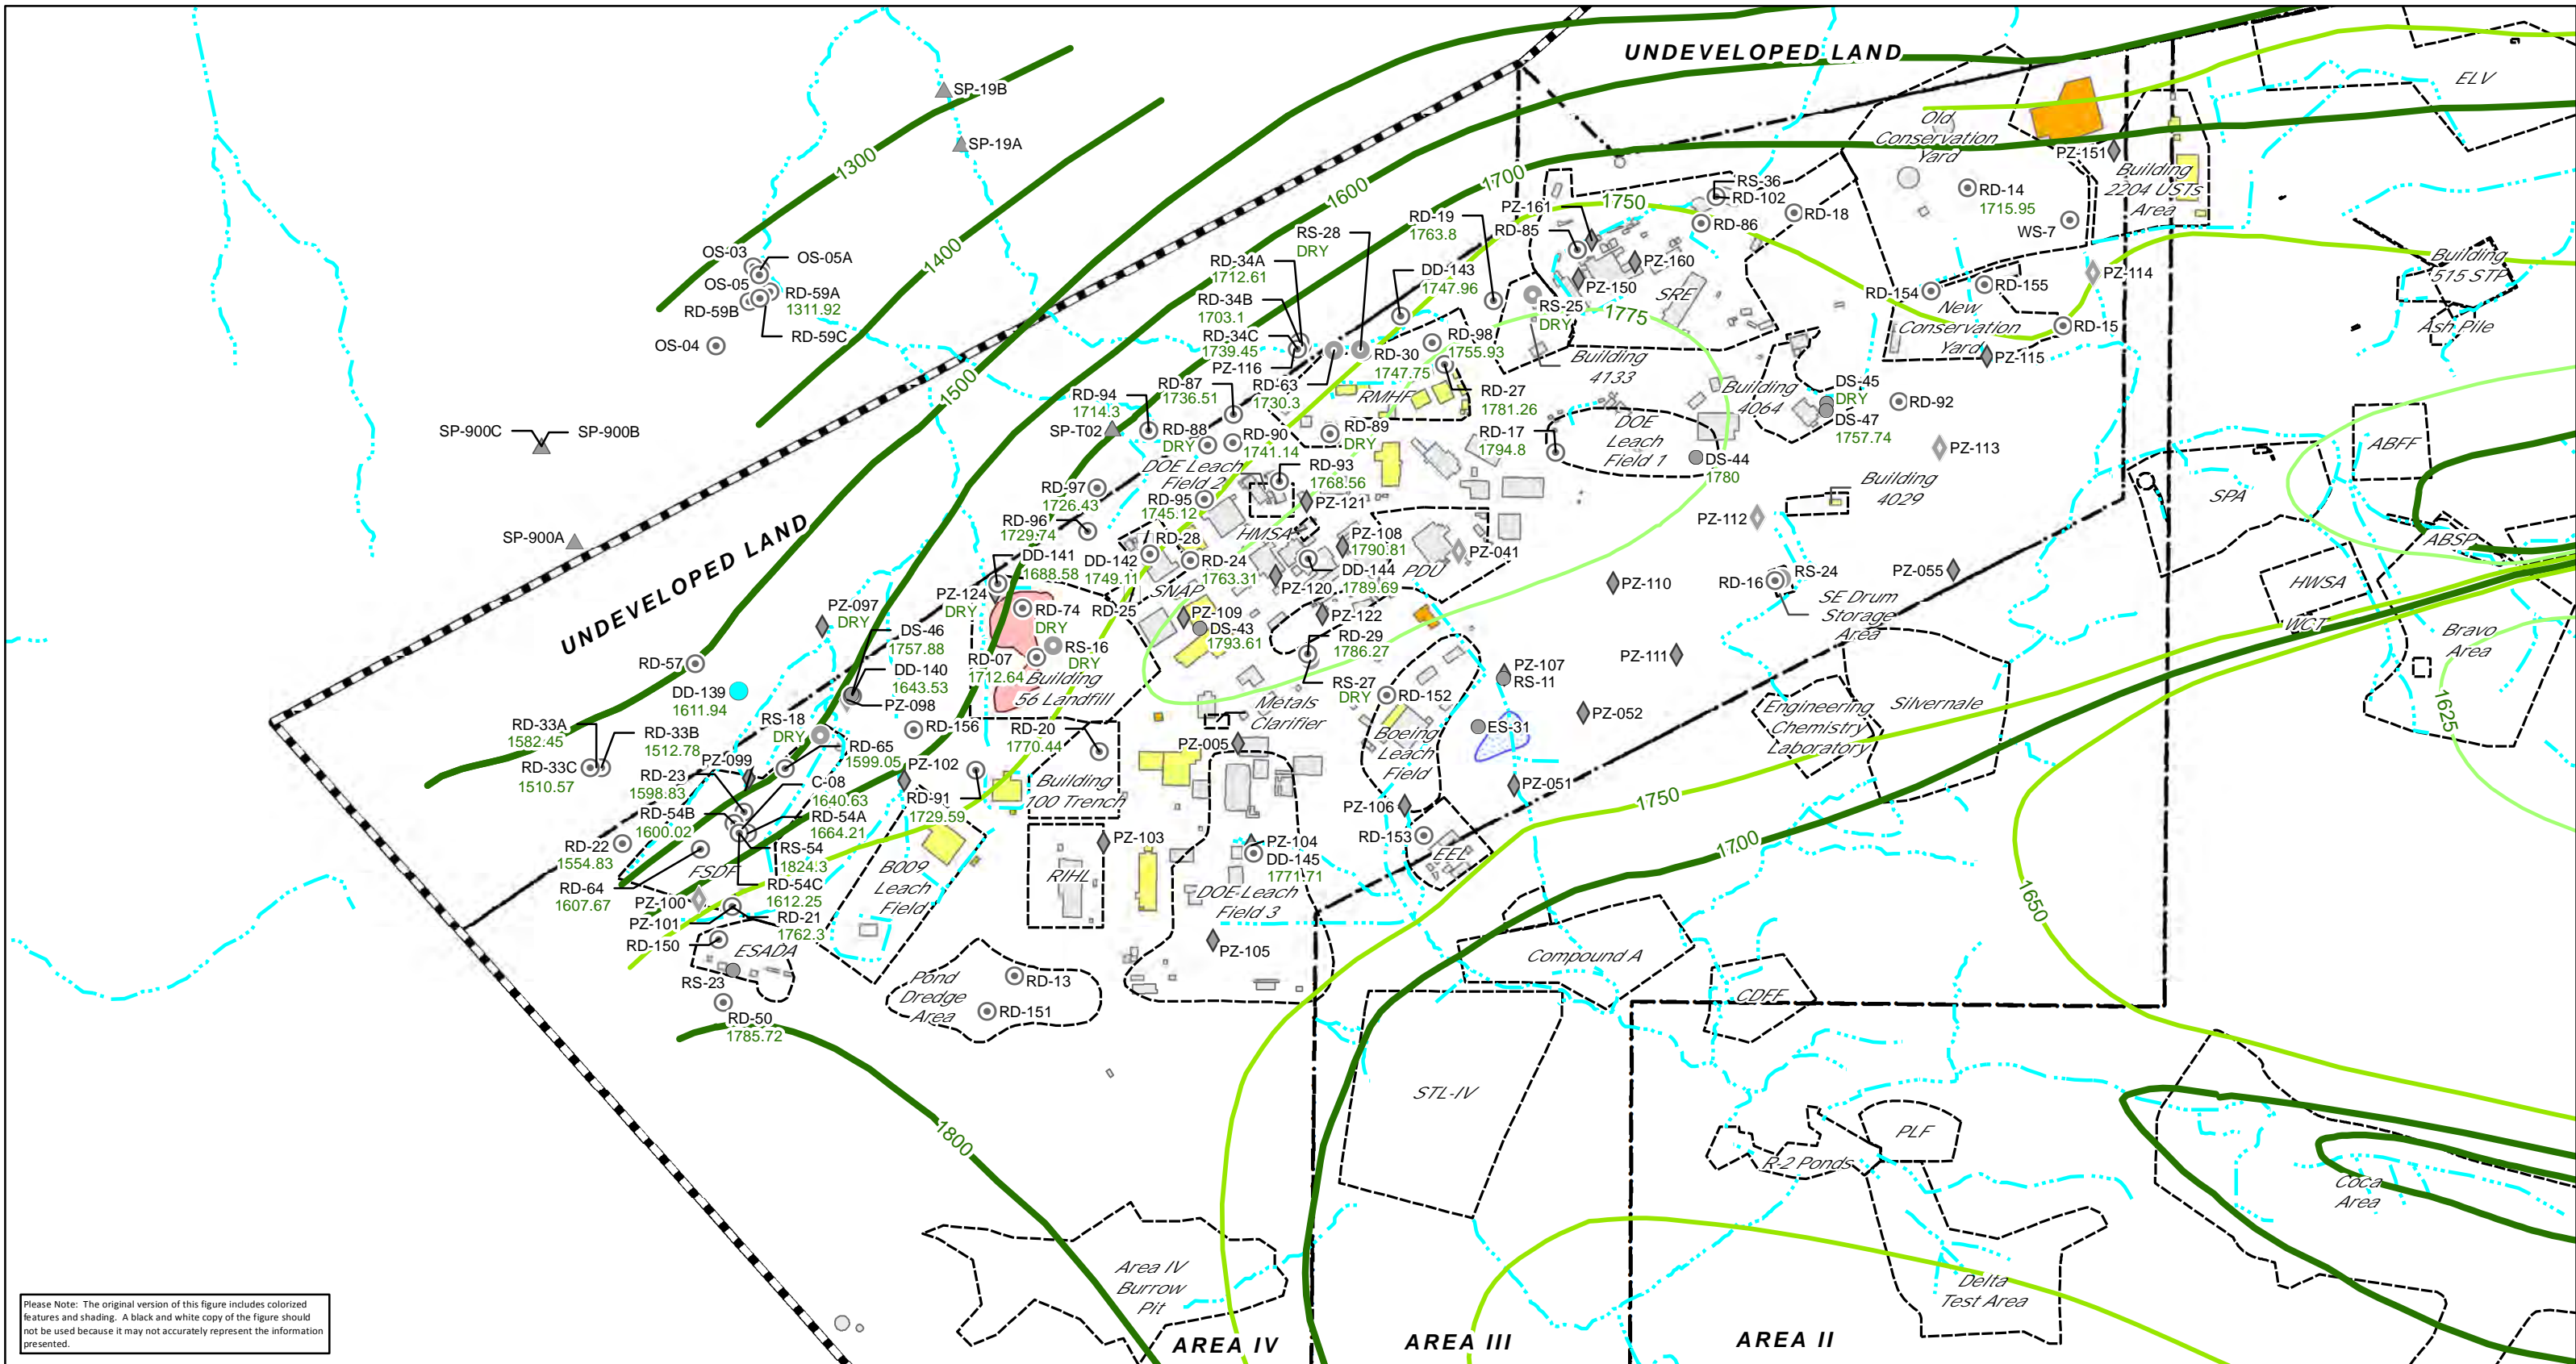 UNDEVELOPED LAND
ELV
SP-19B
SP-19A
1300
1400
1500
1600
1700
1750
1775
Old
Conservation
Yard
PZ-151
Building
2204 USTs
Area
RD-14
1715.95
WS-7
RS-36
RD-102
RD-86
RD-18
PZ-161
RD-85
PZ-160
PZ-150
SRE
RD-19
1763.8
RS-28
DRY
RD-34A
1712.61
RD-34B
1703.1
RD-34C
1739.45
PZ-116
DD-143
1747.96
RS-25
DRY
RD-98
1755.93
RD-30
1747.75
RD-63
1730.3
RMHF
RD-27
1781.26
Building
4133
Building
4064
DS-45
DRY
DS-47
1757.74
RD-92
PZ-113
RD-154
RD-155
New
Conservation
Yard
RD-15
PZ-114
PZ-115
Building
515 STP
Ash Pile
OS-03
OS-05A
OS-05
RD-59A
1311.92
RD-59B
RD-59C
OS-04
SP-900C
SP-900B
SP-900A
RD-94
1714.3
SP-T02
RD-87
1736.51
RD-88
DRY
RD-90
1741.14
RD-89
DRY
RD-17
1794.8
DOE
Leach
Field 1
DS-44
1780
DOE Leach
Field 2
RD-93
1768.56
PZ-121
RD-97
1726.43
RD-95
1745.12
RD-96
1729.74
HMSA
RD-28
DD-142
1749.11
RD-24
1763.31
PZ-120
PZ-108
1790.81
DD-144
1789.69
PDU
PZ-041
PZ-112
Building
4029
PZ-110
RD-16
RS-24
SE Drum
Storage
Area
PZ-055
ABFF
SPA
ABSP
HWSA
WCT
Bravo
Area
1625
UNDEVELOPED LAND
DD-141
1688.58
PZ-124
DRY
RD-74
DRY
RD-25
SNAP
PZ-109
DS-43
1793.61
PZ-122
RD-29
1786.27
RS-27
DRY
PZ-097
DRY
DS-46
1757.88
DD-140
1643.53
PZ-098
RD-07
1712.64
RS-16
DRY
Building
56 Landfill
RD-57
DD-139
1611.94
RS-18
DRY
RD-156
RD-65
1599.05
RD-33A
1582.45
RD-33B
1512.78
RD-33C
1510.57
PZ-099
RD-23
1598.83
C-08
1640.63
RD-54B
1600.02
RD-54A
1664.21
RS-54
1824.3
RD-54C
1612.25
RD-22
1554.83
RD-64
1607.67
FSDF
PZ-100
PZ-101
RD-21
1762.3
RD-150
ESADA
RS-23
RD-50
1785.72
PZ-102
RD-91
1729.59
RD-20
1770.44
Building
100 Trench
B009
Leach
Field
RIHL
PZ-103
Pond
Dredge
Area
RD-13
RD-151
Metals
Clarifier
PZ-005
PZ-104
DD-145
1771.71
DOE-Leach
Field 3
PZ-105
RD-152
Boeing
Leach
Field
PZ-107
RS-11
ES-31
PZ-052
PZ-051
PZ-106
RD-153
EEL
PZ-111
Engineering
Chemistry
Laboratory
Silvernale
1750
1700
1650
1800
Compound A
CDFF
STL-IV
R-2 Ponds
PLF
Delta
Test Area
Coca
Area
Area IV
Burrow
Pit
AREA IV
AREA III
AREA II
Please Note: The original version of this figure includes colorized
features and shading. A black and white copy of the figure should
not be used because it may not accurately represent the information
presented.